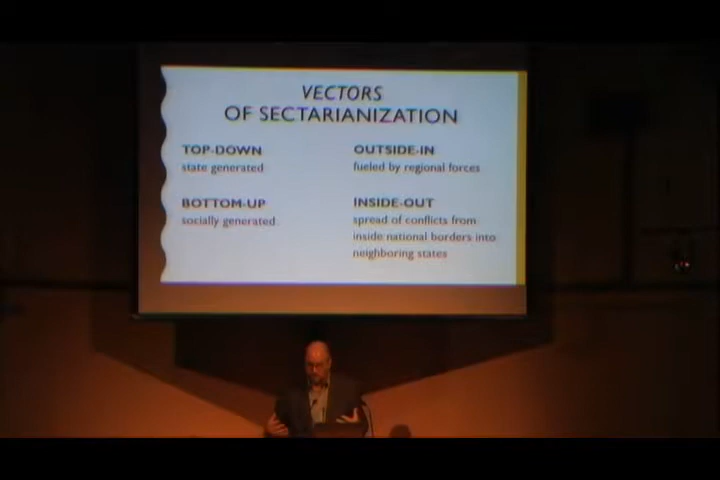 VECTORS
OF SECTARIANIZATION
TOP-DOWN
state generated
BOTTOM-UP
socially generated
OUTSIDE-IN
fueled by regional forces
INSIDE-OUT
spread of conflicts from
inside national borders into
neighboring states